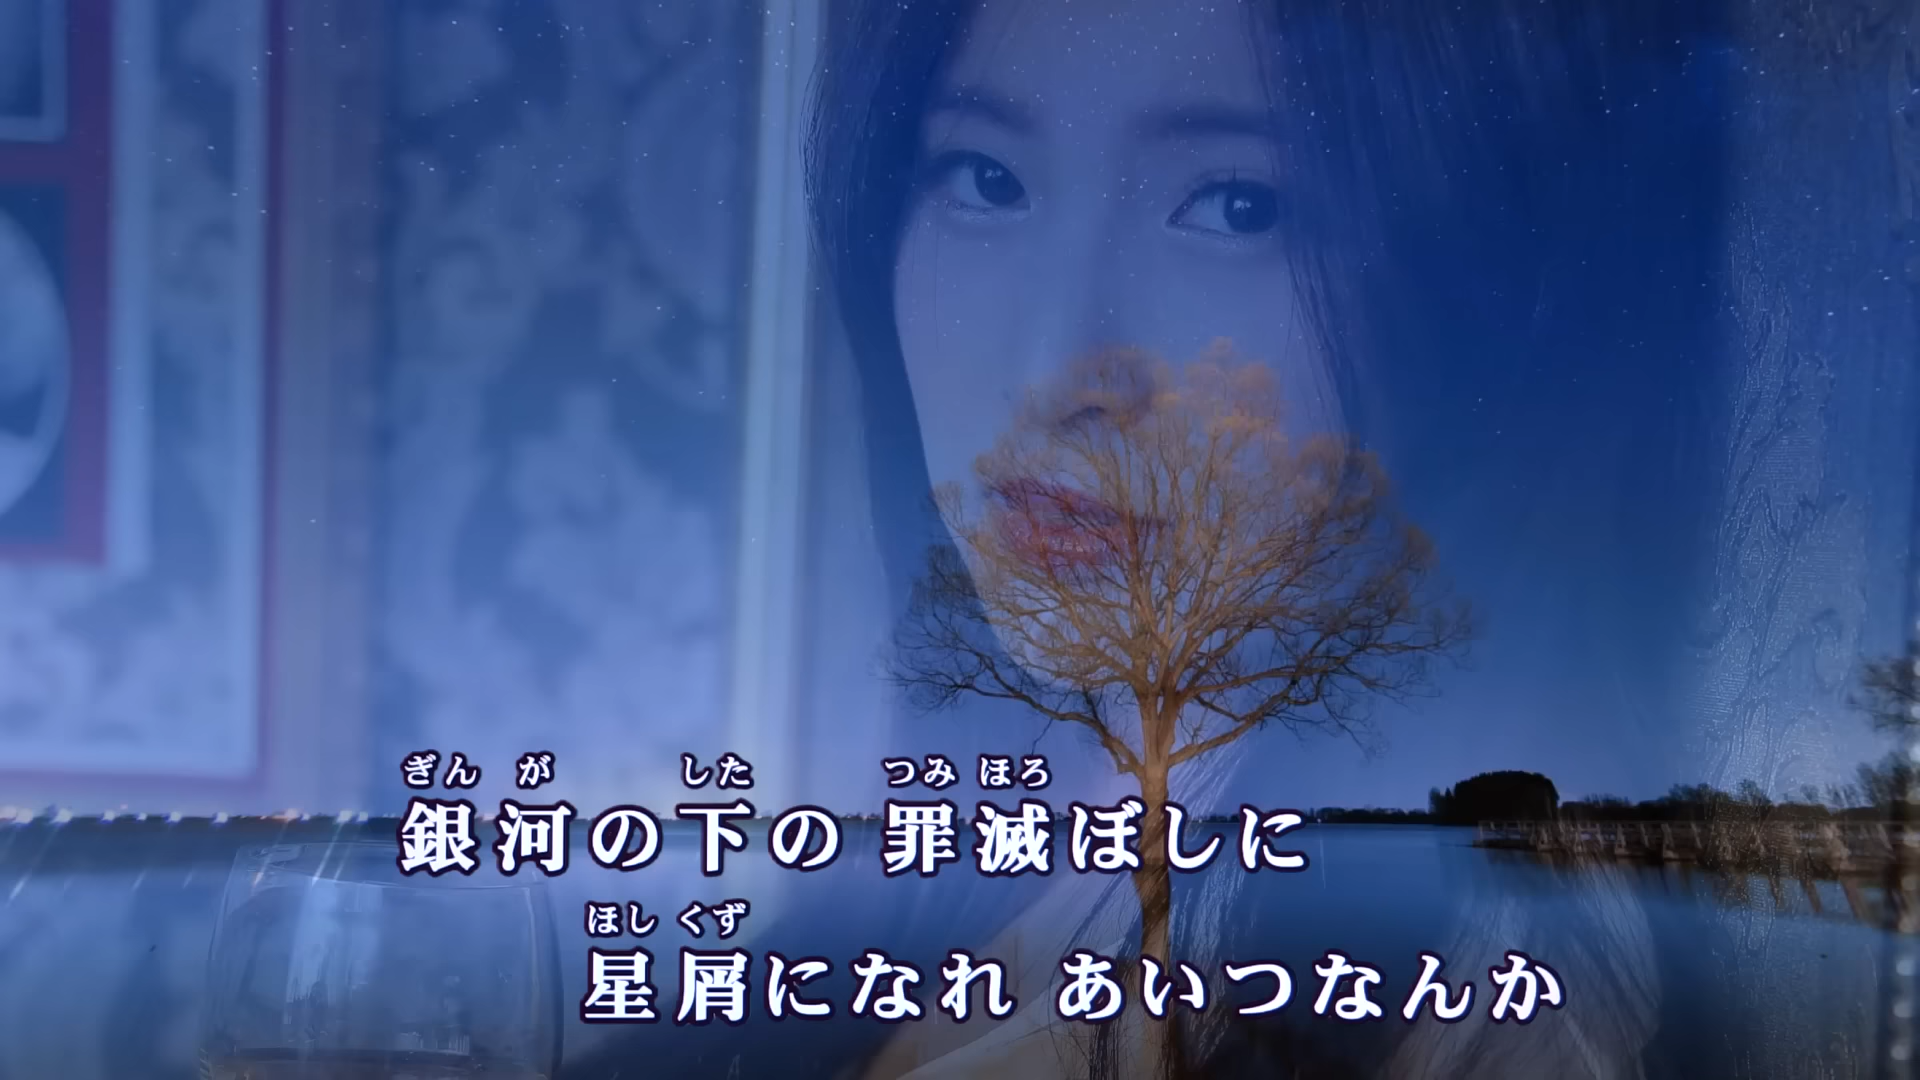 ぎん が した つみ ほろ
銀河の下の 罪滅ぼしに
ほし くず
星屑になれ あいつなんか